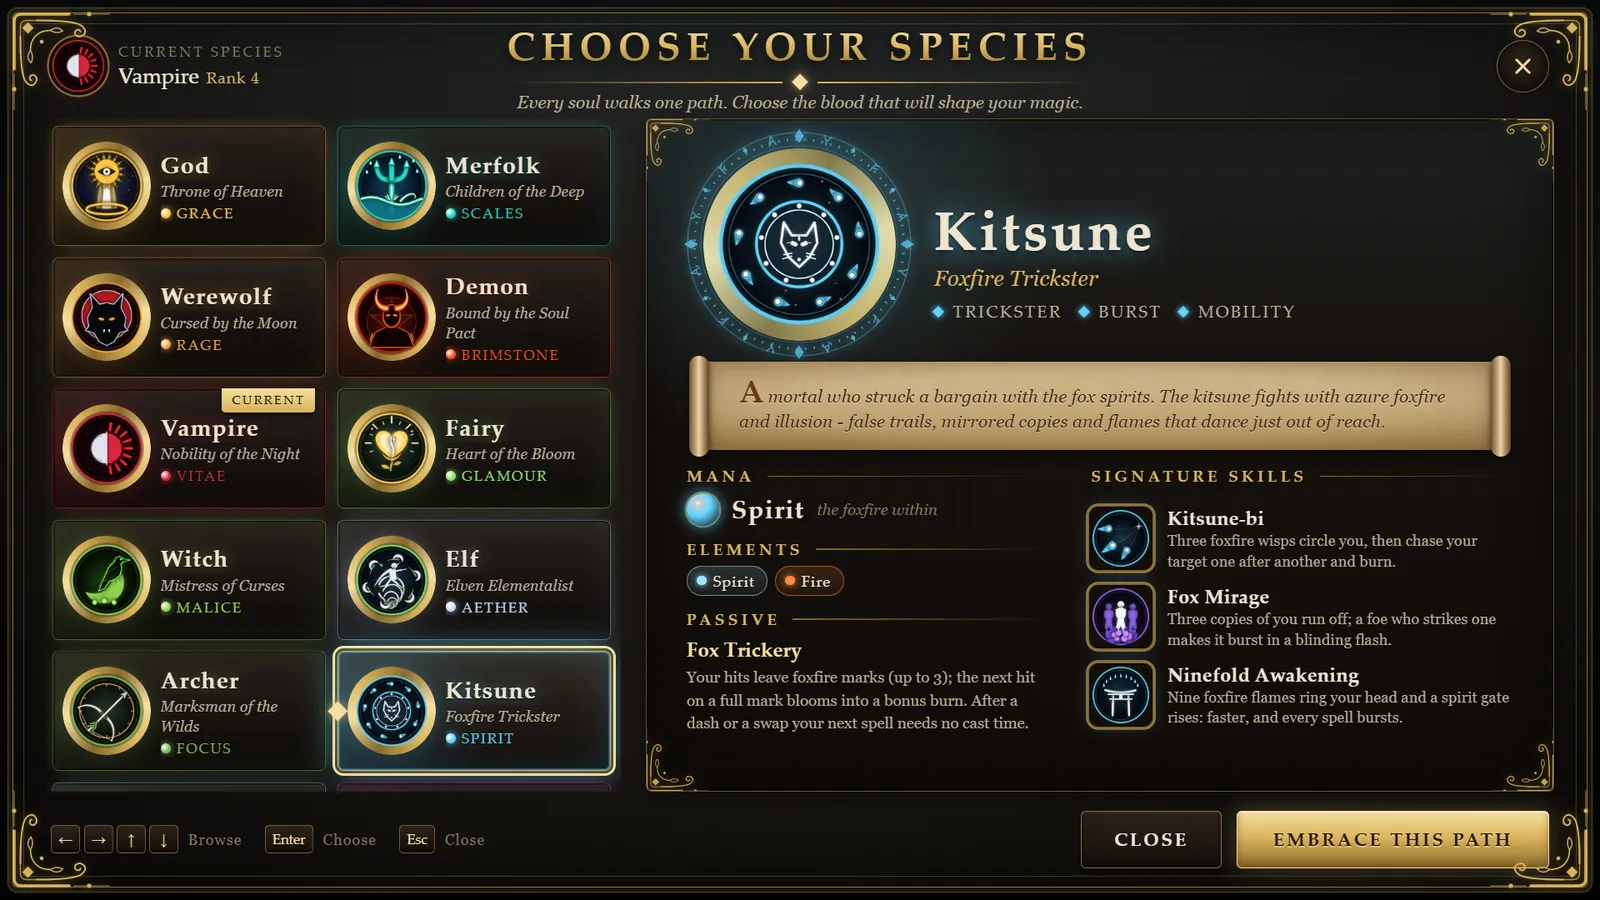 CURRENT SPECIES
Vampire Rank 4
CHOOSE YOUR SPECIES
Every soul walks one path. Choose the blood that will shape your magic.
God
Throne of Heaven
GRACE
Merfolk
Children of the Deep
SCALES
Werewolf
Cursed by the Moon
RAGE
Demon
Bound by the Soul
Pact
BRIMSTONE
CURRENT
Vampire
Nobility of the Night
VITAE
Fairy
Heart of the Bloom
GLAMOUR
Witch
Mistress of Curses
MALICE
Elf
Elven Elementalist
AETHER
Archer
Marksman of the
Wilds
FOCUS
Kitsune
Foxfire Trickster
SPIRIT
Kitsune
Foxfire Trickster
TRICKSTER BURST MOBILITY
A mortal who struck a bargain with the fox spirits. The kitsune fights with azure foxfire
and illusion - false trails, mirrored copies and flames that dance just out of reach.
MANA
Spirit the foxfire within
ELEMENTS
Spirit Fire
PASSIVE
Fox Trickery
Your hits leave foxfire marks (up to 3); the next hit
on a full mark blooms into a bonus burn. After a
dash or a swap your next spell needs no cast time.
SIGNATURE SKILLS
Kitsune-bi
Three foxfire wisps circle you, then chase your
target one after another and burn.
Fox Mirage
Three copies of you run off; a foe who strikes one
makes it burst in a blinding flash.
Ninefold Awakening
Nine foxfire flames ring your head and a spirit gate
rises: faster, and every spell bursts.
← → ↑ ↓ Browse Enter Choose Esc Close
CLOSE
EMBRACE THIS PATH